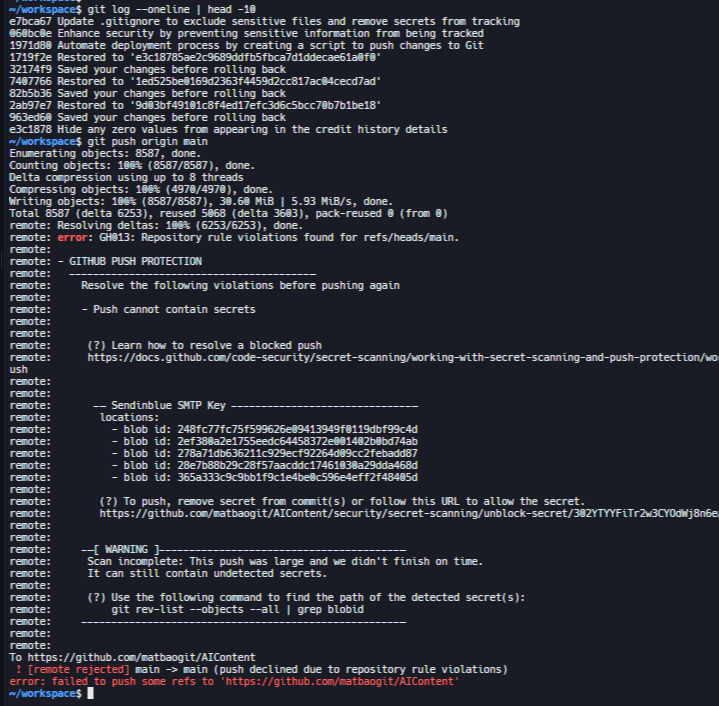 ~/workspace$ git log --oneline | head -10
e7bca67 Update .gitignore to exclude sensitive files and remove secrets from tracking
060bc0e Enhance security by preventing sensitive information from being tracked
1971d80 Automate deployment process by creating a script to push changes to Git
1719f2e Restored to 'e3c18785ae2c9689ddfb5fbca7d1ddecae61a0f0'
32174f9 Saved your changes before rolling back
7407766 Restored to '1ed525be0169d2363f4459d2cc817ac04cecd7ad'
82b5b36 Saved your changes before rolling back
2ab97e7 Restored to '9d03bf49101c8f4ed17efc3d6c5bcc70b7b1be18'
963ed60 Saved your changes before rolling back
e3c1878 Hide any zero values from appearing in the credit history details
~/workspace$ git push origin main
Enumerating objects: 8587, done.
Counting objects: 100% (8587/8587), done.
Delta compression using up to 8 threads
Compressing objects: 100% (4970/4970), done.
Writing objects: 100% (8587/8587), 30.60 MiB | 5.93 MiB/s, done.
Total 8587 (delta 6253), reused 5068 (delta 3603), pack-reused 0 (from 0)
remote: Resolving deltas: 100% (6253/6253), done.
remote: error: GH013: Repository rule violations found for refs/heads/main.
remote:
remote: - GITHUB PUSH PROTECTION
remote:   —————————————————————————————————————————
remote:     Resolve the following violations before pushing again
remote:
remote:     - Push cannot contain secrets
remote:
remote:
remote:      (?) Learn how to resolve a blocked push
remote:      https://docs.github.com/code-security/secret-scanning/working-with-secret-scanning-and-push-protection/wo
ush
remote:
remote:
remote:       —— Sendinblue SMTP Key ———————————————————————————————
remote:        locations:
remote:          - blob id: 248fc77fc75f599626e09413949f0119dbf99c4d
remote:          - blob id: 2ef380a2e1755eedc64458372e001402b0bd74ab
remote:          - blob id: 278a71db636211c929ecf92264d09cc2febadd87
remote:          - blob id: 28e7b88b29c28f57aacddc17461030a29dda468d
remote:          - blob id: 365a333c9c9bb1f9c1e4be0c596e4eff2f48405d
remote:
remote:        (?) To push, remove secret from commit(s) or follow this URL to allow the secret.
remote:        https://github.com/matbaogit/AIContent/security/secret-scanning/unblock-secret/302YTYYFiTr2w3CYOdWj8n6ea
remote:
remote:
remote:     ——[ WARNING ]—————————————————————————————————————————
remote:      Scan incomplete: This push was large and we didn't finish on time.
remote:      It can still contain undetected secrets.
remote:
remote:      (?) Use the following command to find the path of the detected secret(s):
remote:          git rev-list --objects --all | grep blobid
remote:     ——————————————————————————————————————————————————————
remote:
remote:
To https://github.com/matbaogit/AIContent
 ! [remote rejected] main -> main (push declined due to repository rule violations)
error: failed to push some refs to 'https://github.com/matbaogit/AIContent'
~/workspace$